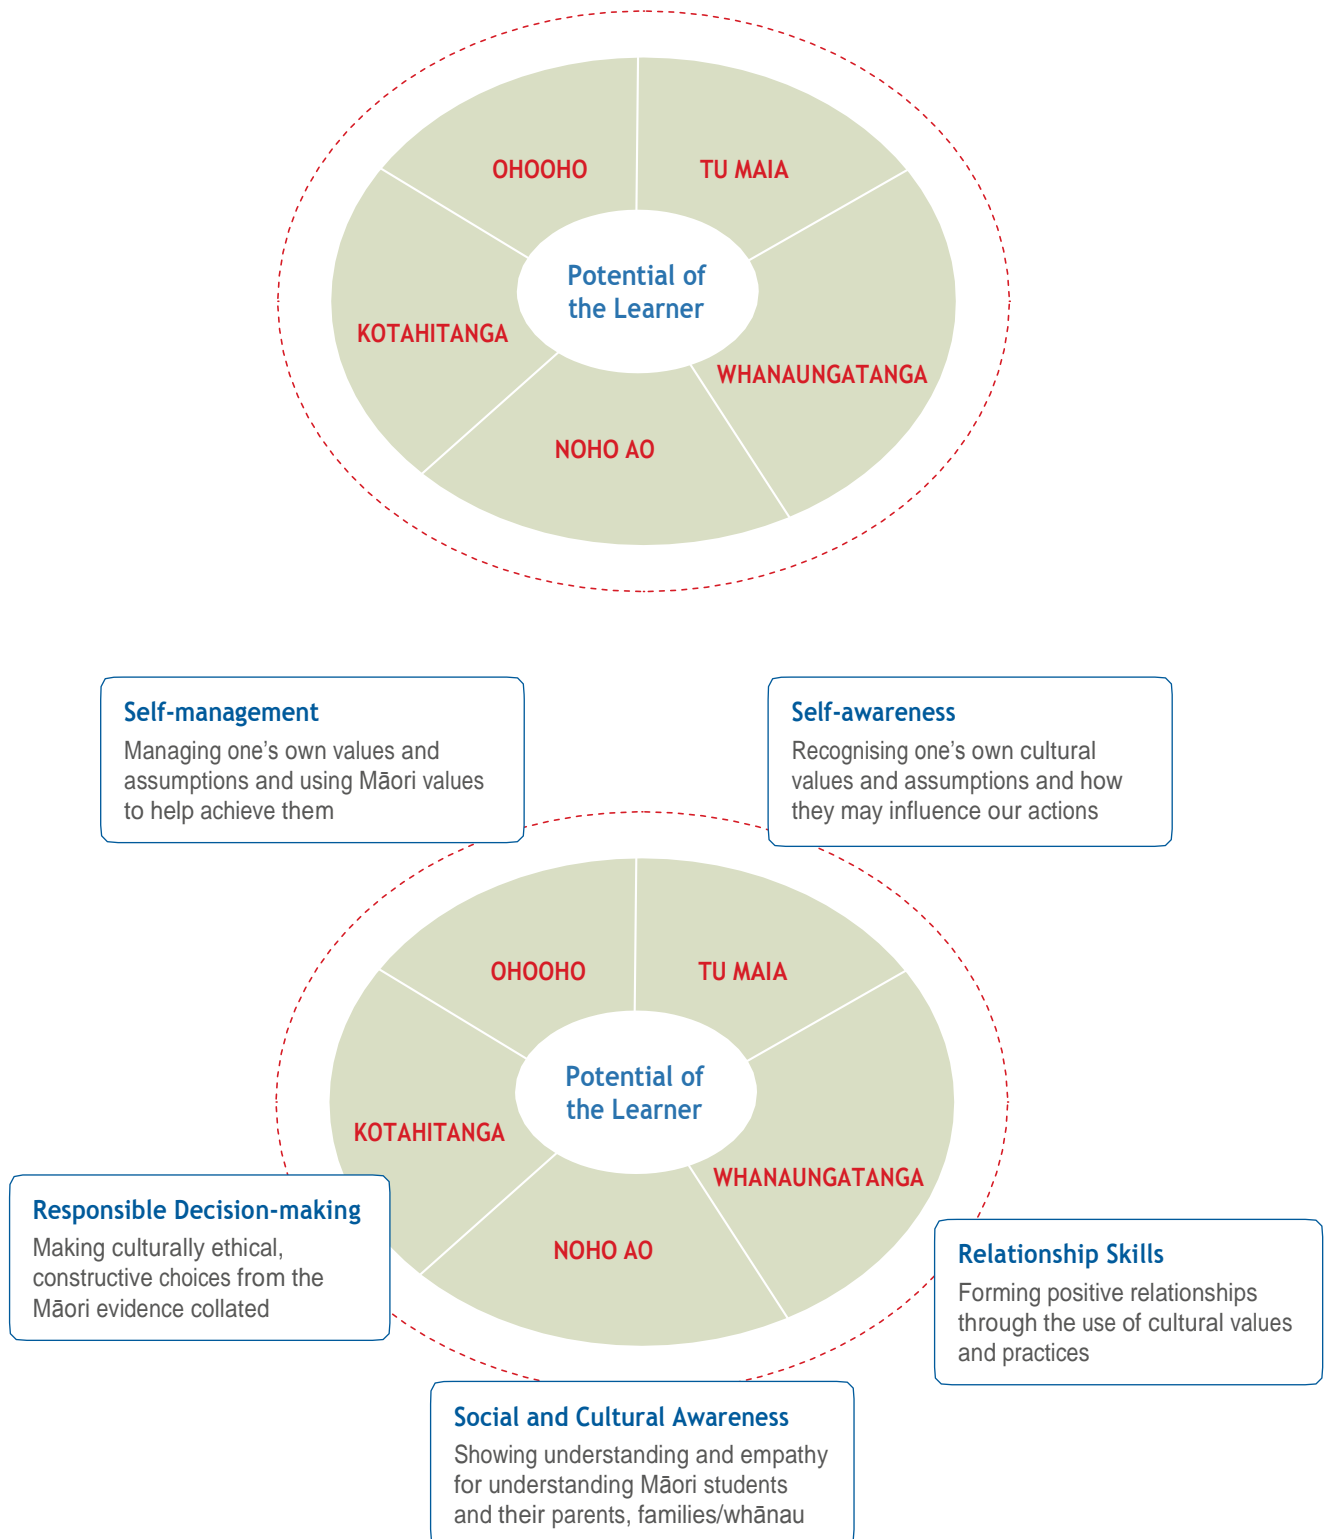 OHOOHO
TU MAIA
Potential of
the Learner
KOTAHITANGA
WHANAUNGATANGA
NOHO AO
Self-management
Managing one’s own values and
assumptions and using Māori values
to help achieve them
Self-awareness
Recognising one’s own cultural
values and assumptions and how
they may influence our actions
OHOOHO
TU MAIA
Potential of
the Learner
KOTAHITANGA
WHANAUNGATANGA
NOHO AO
Responsible Decision-making
Making culturally ethical,
constructive choices from the
Māori evidence collated
Relationship Skills
Forming positive relationships
through the use of cultural values
and practices
Social and Cultural Awareness
Showing understanding and empathy
for understanding Māori students
and their parents, families/whānau